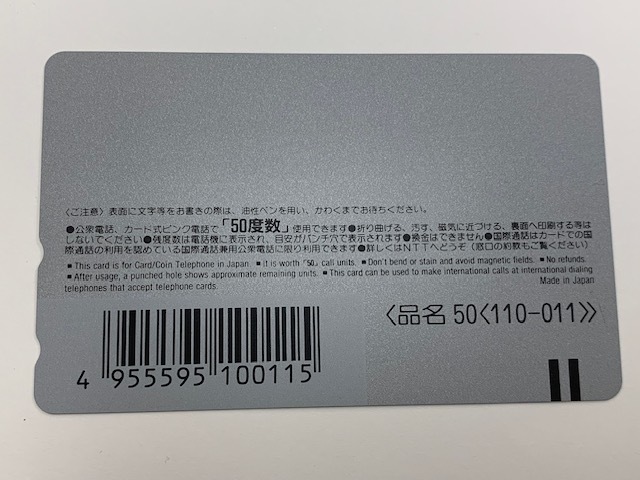 〈ご注意〉表面に文字等をお書きの際は、油性ペンを用い、かわくまでお待ちください。
●公衆電話、カード式ピンク電話で「50度数」使用できます●折り曲げる、汚す、磁気に近づける、裏面へ印刷する等は
しないでください●残度数は電話機に表示され、目安がパンチ穴で表示されます●換金はできません●国際通話はカードでの国
際通話の利用を認めている国際通話兼用公衆電話に限り利用できます●詳しくはNTTへどうぞ(窓口の約款もご覧ください)
■This card is for Card/Coin Telephone in Japan. ■It is worth「50」call units. ■Don't bend or stain and avoid magnetic fields. ■No refunds.
■After usage, a punched hole shows approximate remaining units. ■This card can be used to make international calls at international dialing
telephones that accept telephone cards.
Made in Japan
〈品名 50〈110-011〉〉
4 955595 100115